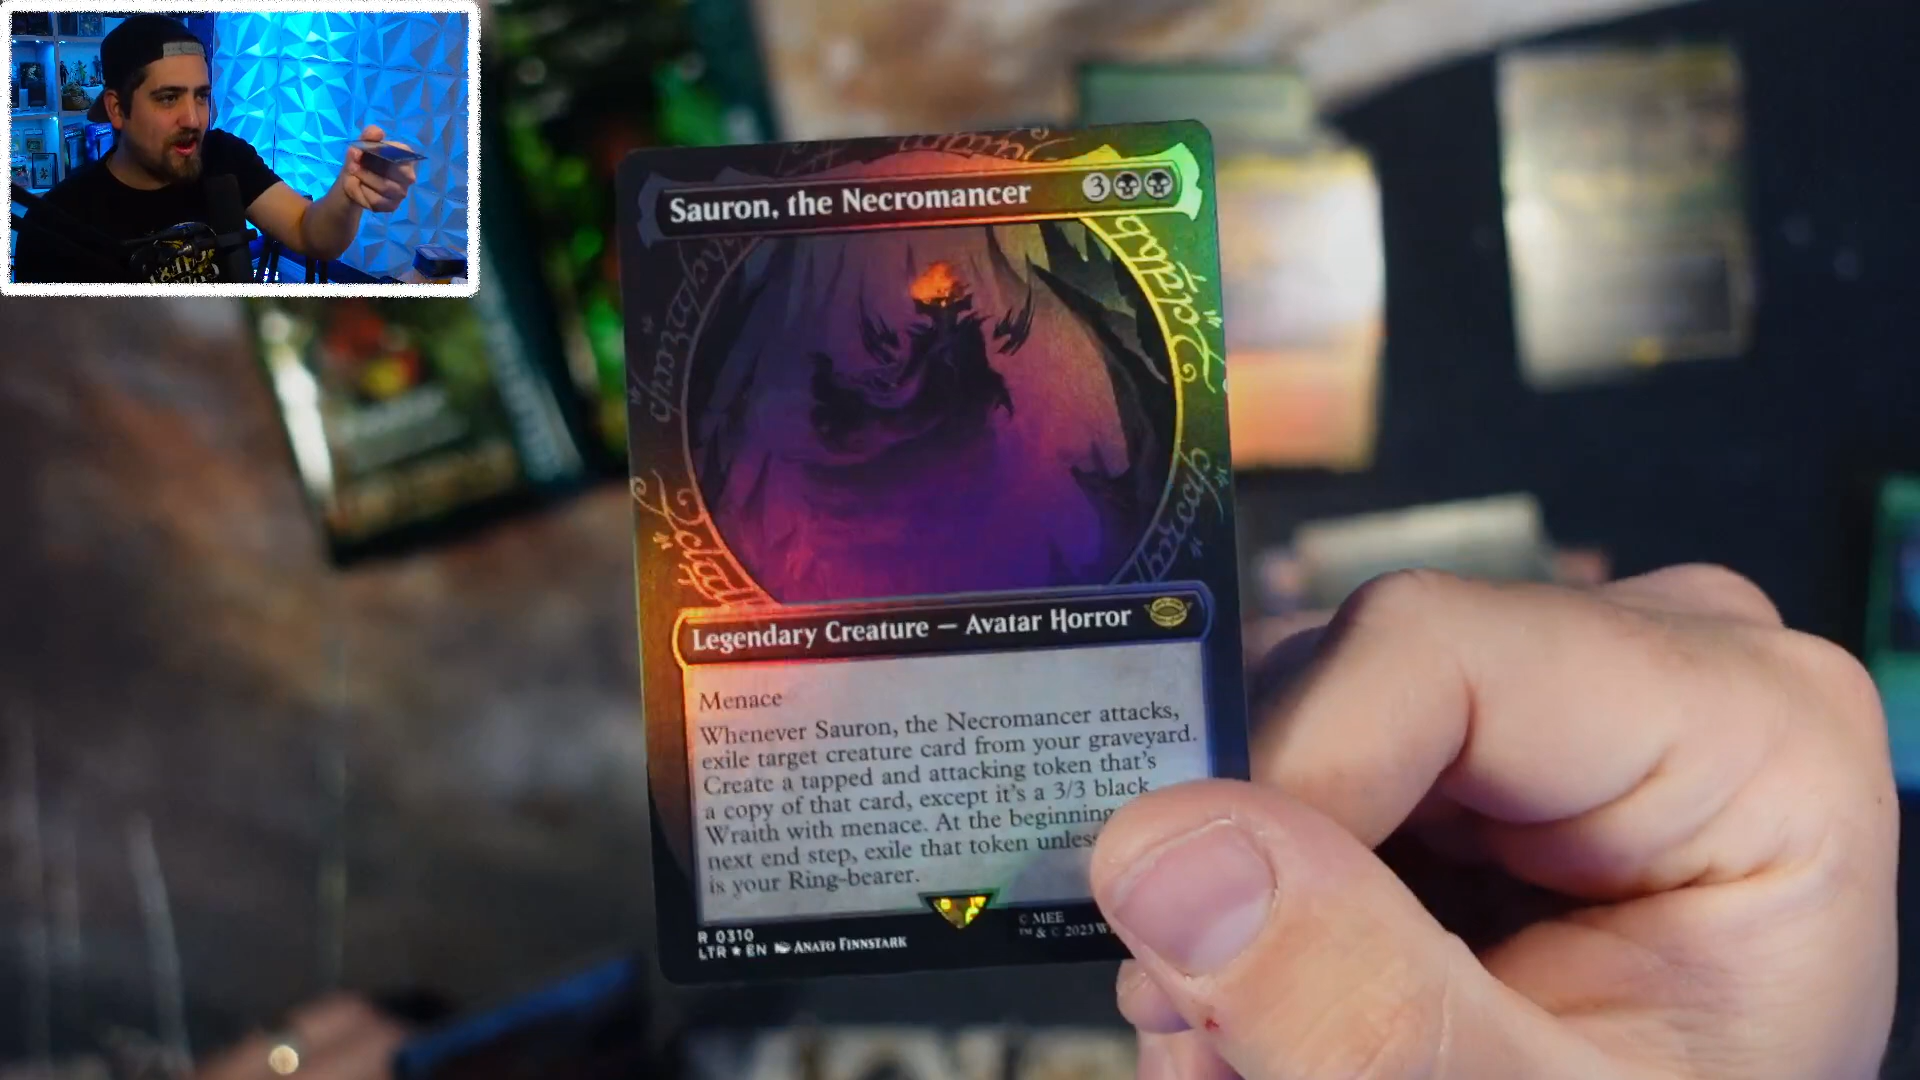 Sauron, the Necromancer 3
Legendary Creature — Avatar Horror
Menace
Whenever Sauron, the Necromancer attacks,
exile target creature card from your graveyard.
Create a tapped and attacking token that's
a copy of that card, except it's a 3/3 black
Wraith with menace. At the beginning
next end step, exile that token unless
is your Ring-bearer.
R 0310
LTR ★ EN ANATO FINNSTARK
© MEE
™ & © 2023